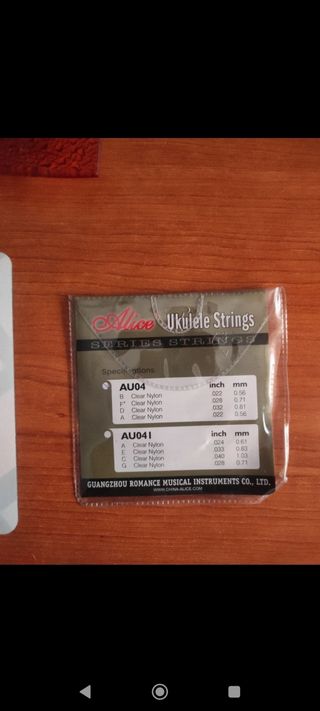 Alice Ukulele Strings
SERIES STRINGS
Specifications
AU04 inch mm
B Clear Nylon .022 0.56
F# Clear Nylon .028 0.71
D Clear Nylon .032 0.81
A Clear Nylon .022 0.56
AU041 inch mm
A Clear Nylon .024 0.61
E Clear Nylon .033 0.83
C Clear Nylon .040 1.03
G Clear Nylon .028 0.71
GUANGZHOU ROMANCE MUSICAL INSTRUMENTS CO., LTD.
WWW.CHINA-ALICE.COM